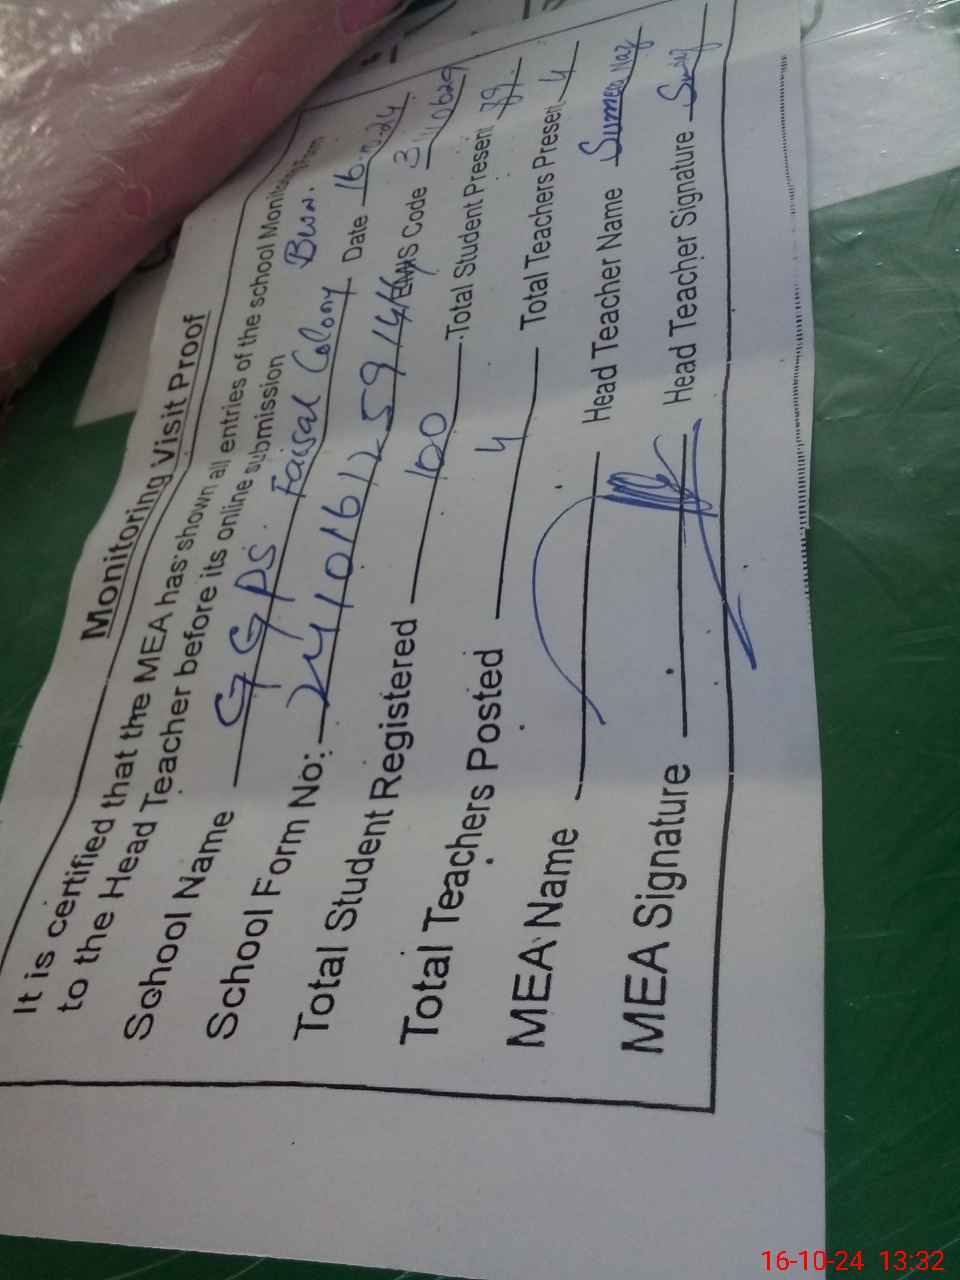 Monitoring Visit Proof
It is certified that the MEA has shown all entries of the school Monitoring Form
to the Head Teacher before its online submission
School Name GGPS. Faisal Colony BWN. Date 16-10-24
School Form No: EMIS Code
Total Student Registered 100 Total Student Present 89.
Total Teachers Posted 4 Total Teachers Present 4
MEA Name Head Teacher Name Sumera Naz
MEA Signature Head Teacher Signature
16-10-24 13:32